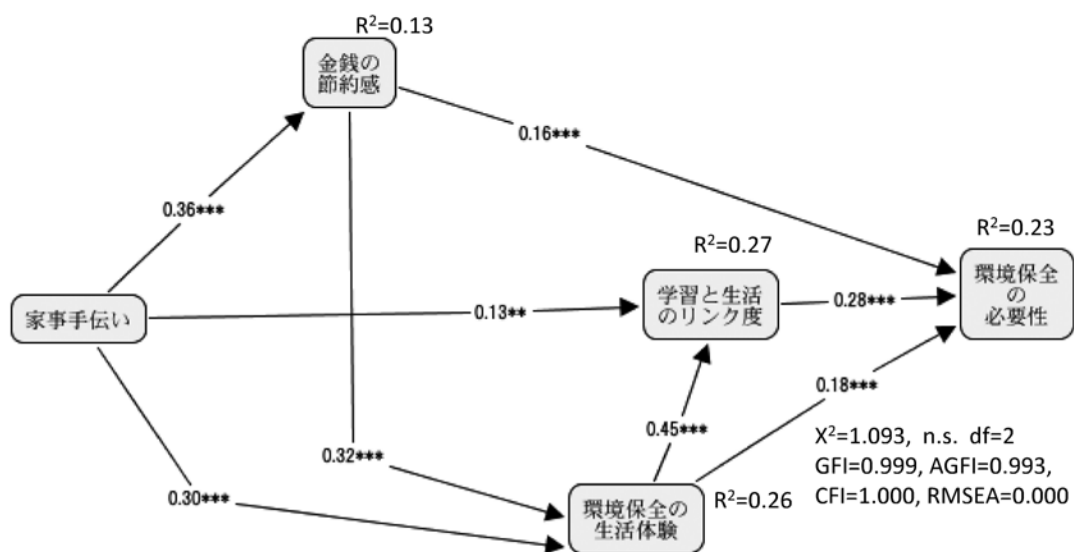 R²=0.13
金銭の
節約感
0.16***
0.36***
R²=0.23
R²=0.27
環境保全
の
必要性
学習と生活
のリンク度
0.28***
家事手伝い
0.13**
0.18***
0.45***
X²=1.093, n.s. df=2
GFI=0.999, AGFI=0.993,
CFI=1.000, RMSEA=0.000
0.32***
0.30***
R²=0.26
環境保全の
生活体験